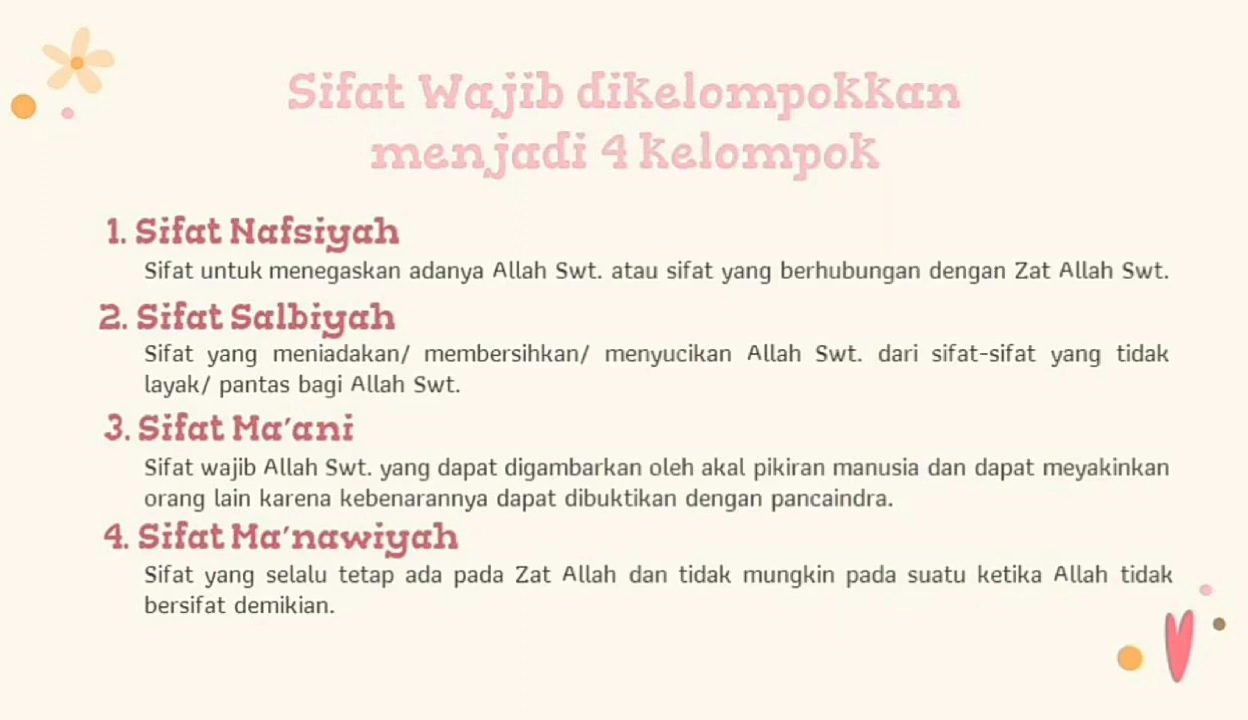 Sifat Wajib dikelompokkan
menjadi 4 kelompok
1. Sifat Nafsiyah
Sifat untuk menegaskan adanya Allah Swt. atau sifat yang berhubungan dengan Zat Allah Swt.
2. Sifat Salbiyah
Sifat yang meniadakan/ membersihkan/ menyucikan Allah Swt. dari sifat-sifat yang tidak
layak/ pantas bagi Allah Swt.
3. Sifat Ma'ani
Sifat wajib Allah Swt. yang dapat digambarkan oleh akal pikiran manusia dan dapat meyakinkan
orang lain karena kebenarannya dapat dibuktikan dengan pancaindra.
4. Sifat Ma'nawiyah
Sifat yang selalu tetap ada pada Zat Allah dan tidak mungkin pada suatu ketika Allah tidak
bersifat demikian.